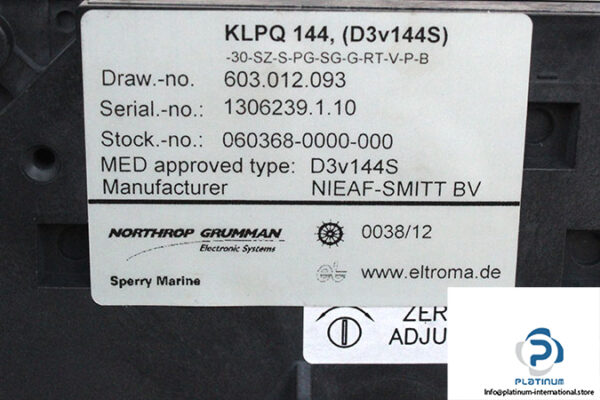 KLPQ 144, (D3v144S)
-30-SZ-S-PG-SG-G-RT-V-P-B
Draw.-no. 603.012.093
Serial.-no.: 1306239.1.10
Stock.-no.: 060368-0000-000
MED approved type: D3v144S
Manufacturer NIEAF-SMITT BV
NORTHROP GRUMMAN
Electronic Systems
0038/12
Sperry Marine
www.eltroma.de
ZER
ADJU
PLATINUM
Info@platinum-international.store